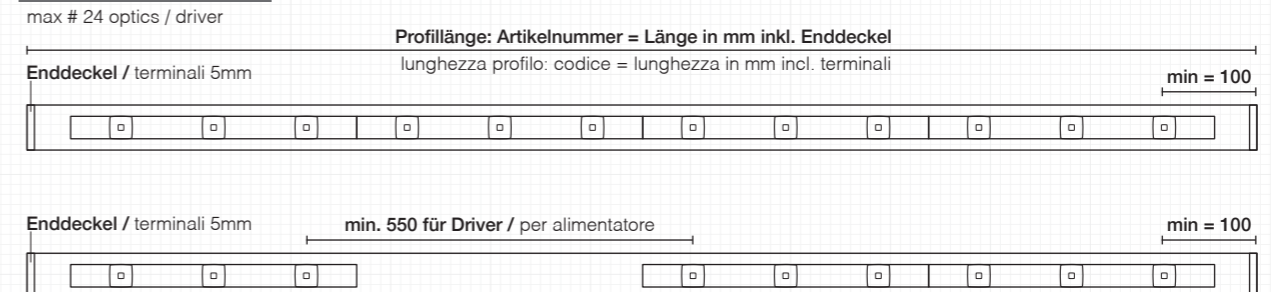 max # 24 optics / driver
Profillänge: Artikelnummer = Länge in mm inkl. Enddeckel
lunghezza profilo: codice = lunghezza in mm incl. terminali
Enddeckel / terminali 5mm
min = 100
Enddeckel / terminali 5mm
min. 550 für Driver / per alimentatore
min = 100